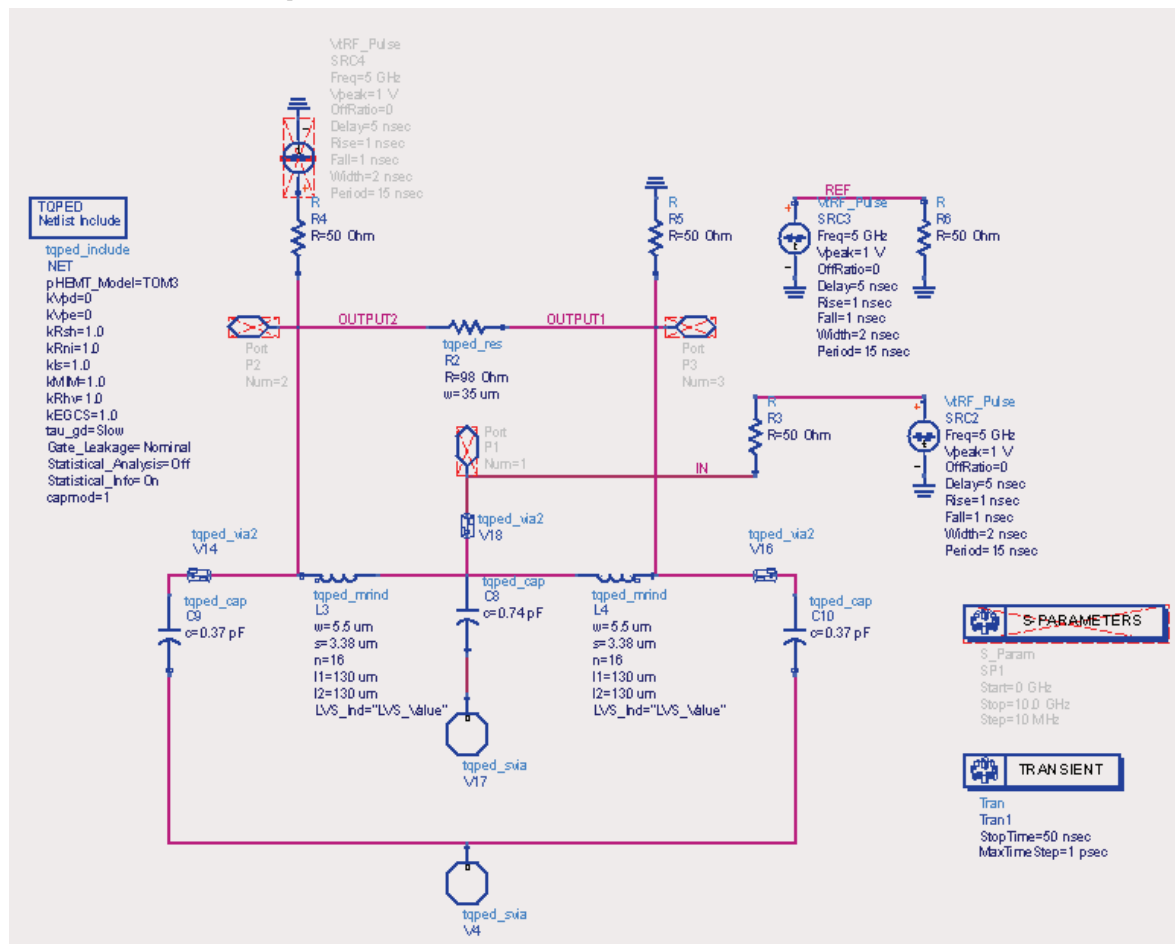 VtRF_Pulse
SRC4
Freq=5 GHz
Vpeak=1 V
OffRatio=0
Delay=5 nsec
Rise=1 nsec
Fall=1 nsec
Width=2 nsec
Period=15 nsec
R
R4
R=50 Ohm
R
R5
R=50 Ohm
REF
VtRF_Pulse
SRC3
Freq=5 GHz
Vpeak=1 V
OffRatio=0
Delay=5 nsec
Rise=1 nsec
Fall=1 nsec
Width=2 nsec
Period=15 nsec
R
R6
R=50 Ohm
TQPED
Netlist Include
tqped_include
NET
pHEMT_Model=TOM3
kVpd=0
kVpe=0
kRsh=1.0
kRni=1.0
kIs=1.0
kMIM=1.0
kRhv=1.0
kEGCS=1.0
tau_gd=Slow
Gate_Leakage=Nominal
Statistical_Analysis=Off
Statistical_Info=On
capmod=1
OUTPUT2
OUTPUT1
Port
P2
Num=2
tqped_res
R2
R=98 Ohm
w=35 um
Port
P3
Num=3
Port
P1
Num=1
IN
R
R3
R=50 Ohm
VtRF_Pulse
SRC2
Freq=5 GHz
Vpeak=1 V
OffRatio=0
Delay=5 nsec
Rise=1 nsec
Fall=1 nsec
Width=2 nsec
Period=15 nsec
tqped_via2
V14
tqped_via2
V18
tqped_via2
V16
tqped_cap
C9
c=0.37 pF
tqped_mrind
L3
w=5.5 um
s=3.38 um
n=16
l1=130 um
l2=130 um
LVS_Ind="LVS_Value"
tqped_cap
C8
c=0.74 pF
tqped_mrind
L4
w=5.5 um
s=3.38 um
n=16
l1=130 um
l2=130 um
LVS_Ind="LVS_Value"
tqped_cap
C10
c=0.37 pF
tqped_svia
V17
tqped_svia
V4
S-PARAMETERS
S_Param
SP1
Start=0 GHz
Stop=10.0 GHz
Step=10 MHz
TRANSIENT
Tran
Tran1
StopTime=50 nsec
MaxTimeStep=1 psec